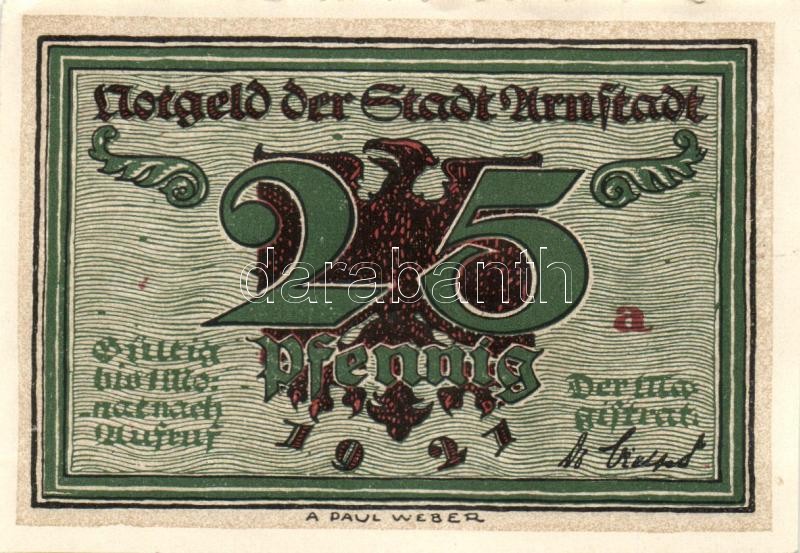 Notgeld der Stadt Arnstadt
25
a
Pfennig
Gültig
bis 1 Mo-
nat nach
Aufruf
Der Ma-
gistrat.
1921
A PAUL WEBER
darabanth